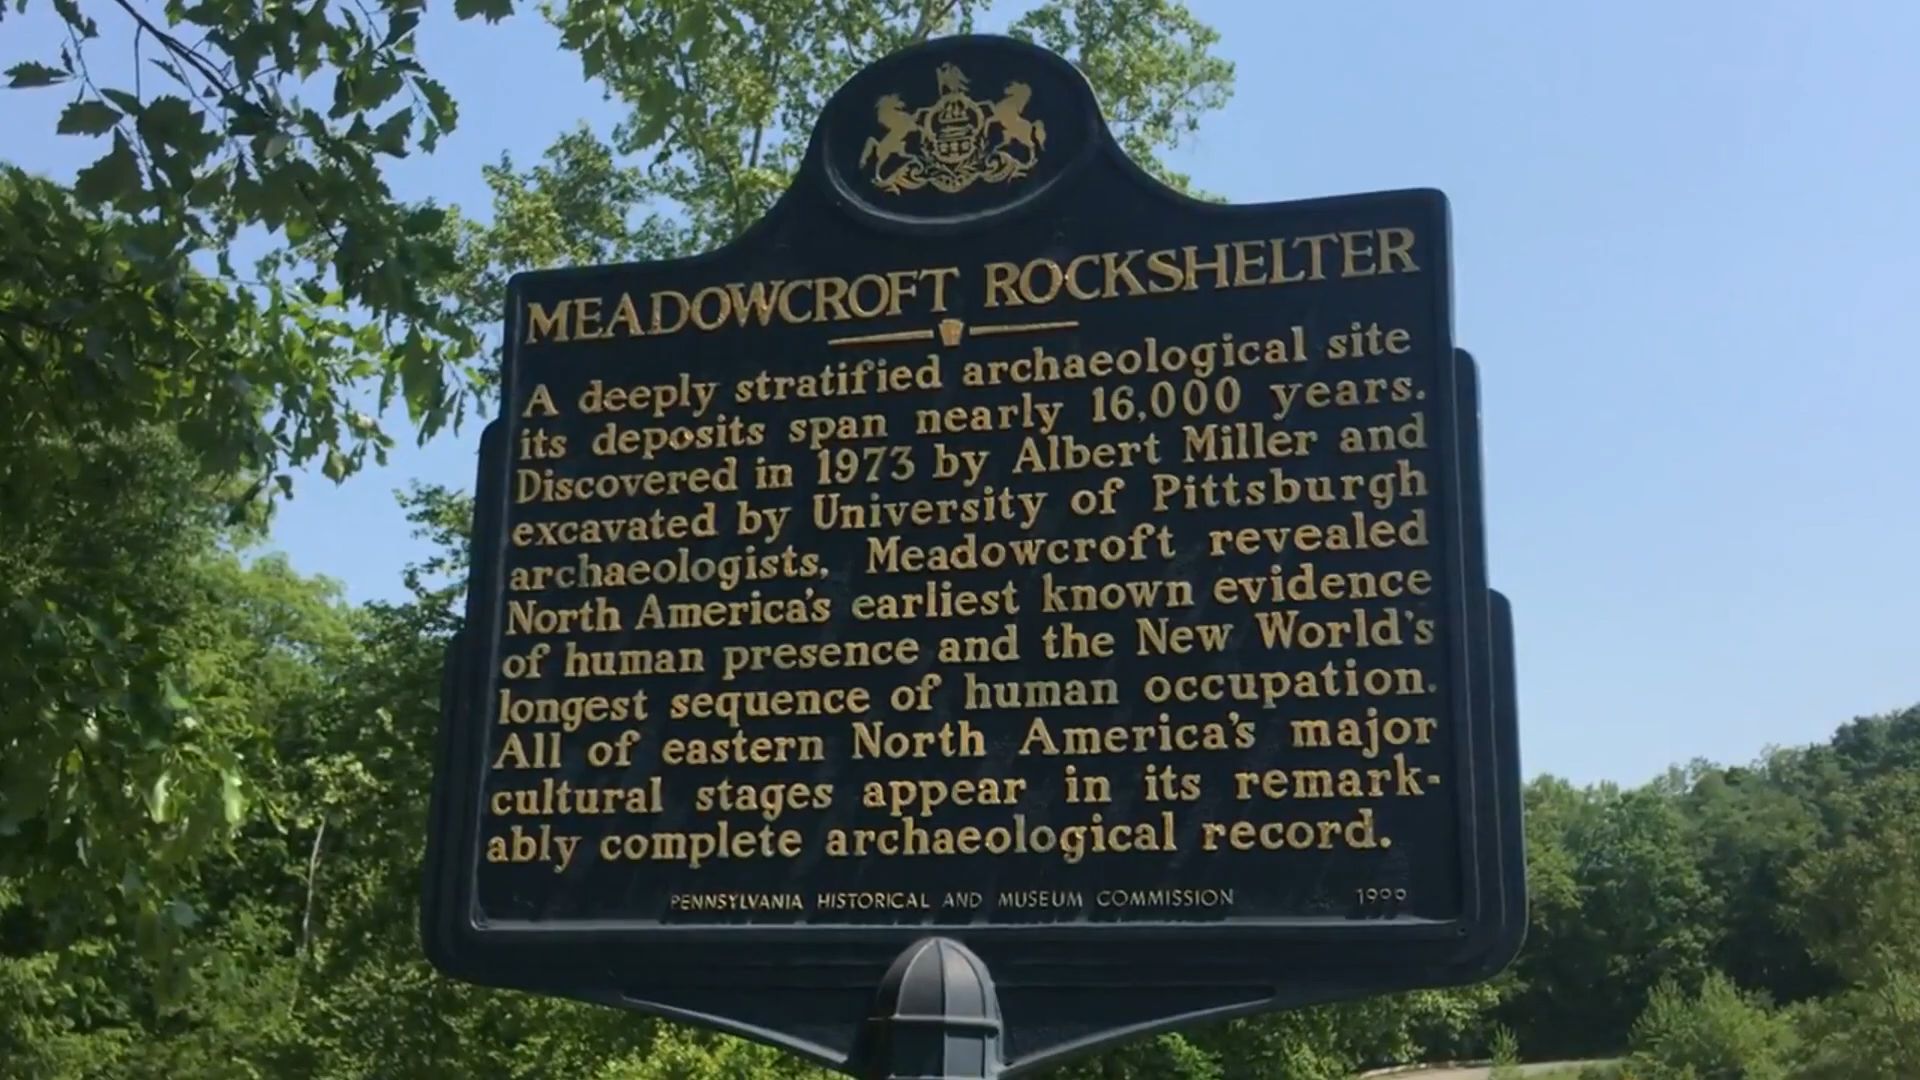 MEADOWCROFT ROCKSHELTER
A deeply stratified archaeological site
its deposits span nearly 16,000 years.
Discovered in 1973 by Albert Miller and
excavated by University of Pittsburgh
archaeologists, Meadowcroft revealed
North America's earliest known evidence
of human presence and the New World's
longest sequence of human occupation.
All of eastern North America's major
cultural stages appear in its remark-
ably complete archaeological record.
PENNSYLVANIA HISTORICAL AND MUSEUM COMMISSION 1999